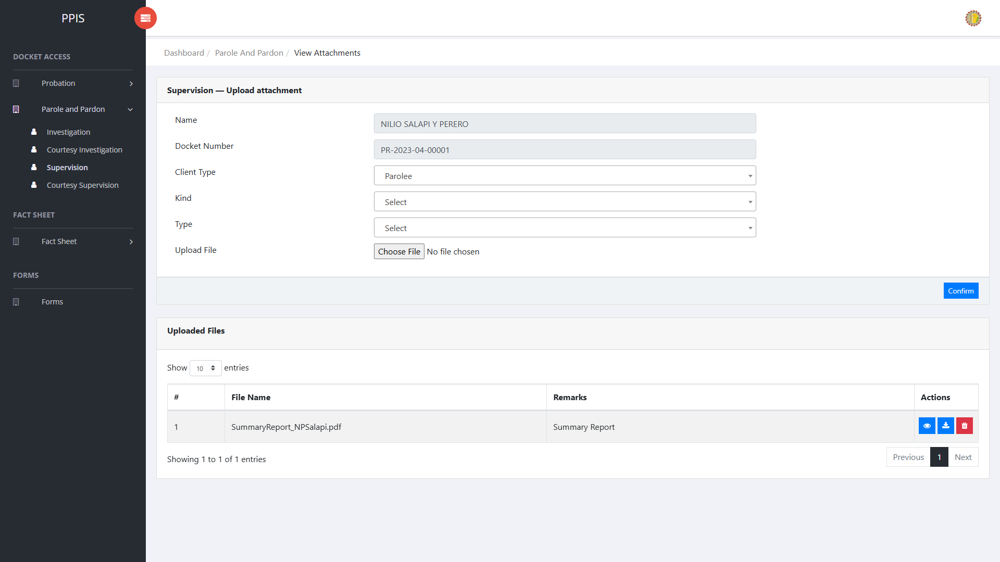 PPIS
DOCKET ACCESS
Probation
Parole and Pardon
Investigation
Courtesy Investigation
Supervision
Courtesy Supervision
FACT SHEET
Fact Sheet
FORMS
Forms
Dashboard / Parole And Pardon / View Attachments
Supervision — Upload attachment
Name NILIO SALAPI Y PERERO
Docket Number PR-2023-04-00001
Client Type Parolee
Kind Select
Type Select
Upload File Choose File No file chosen
Confirm
Uploaded Files
Show 10 entries
# File Name Remarks Actions
1 SummaryReport_NPSalapi.pdf Summary Report
Showing 1 to 1 of 1 entries
Previous 1 Next